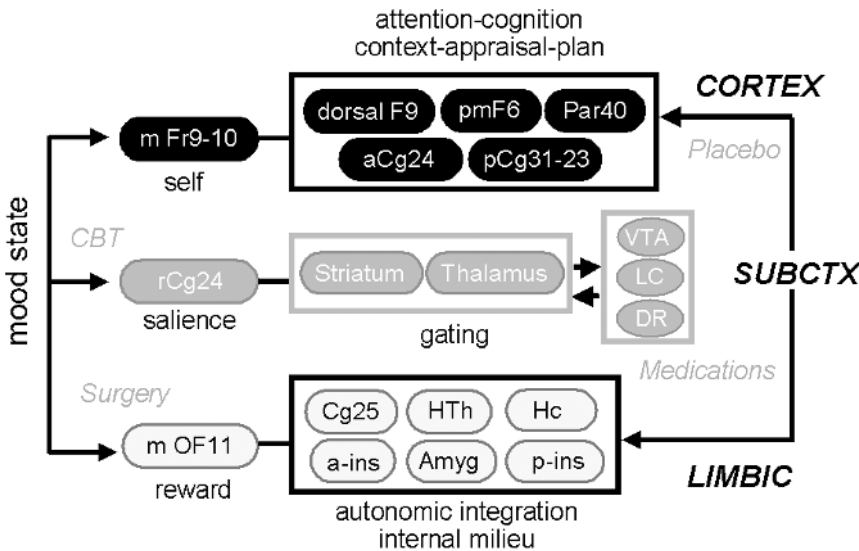 attention-cognition
context-appraisal-plan
CORTEX
dorsal F9
pmF6
Par40
m Fr9-10
aCg24
pCg31-23
Placebo
self
mood state
CBT
VTA
rCg24
Striatum
Thalamus
LC
SUBCTX
salience
DR
gating
Medications
Surgery
Cg25
HTh
Hc
m OF11
a-ins
Amyg
p-ins
reward
LIMBIC
autonomic integration
internal milieu